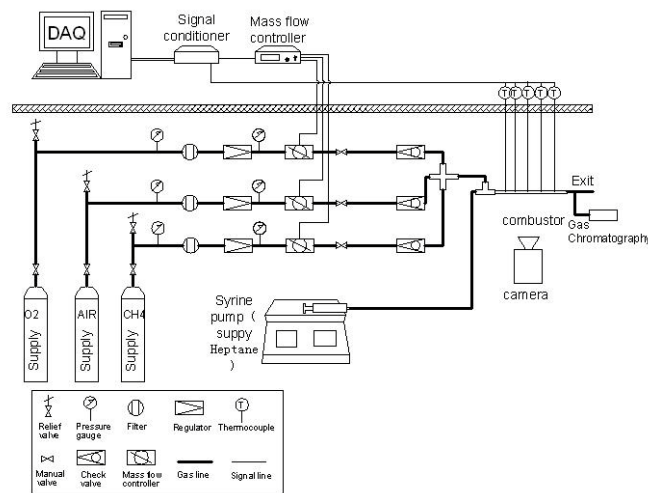 DAQ
Signal
conditioner
Mass flow
controller
T
T
T
T
T
Exit
combustor
Gas
Chromatography
camera
O2
AIR
CH4
Supply
Supply
Supply
Syrine
pump (
suppy
Heptane
)
T
Relief
valve
Pressure
gauge
Filter
Regulator
Thermocouple
Manual
valve
Check
valve
Mass flow
controller
Gas line
Signal line